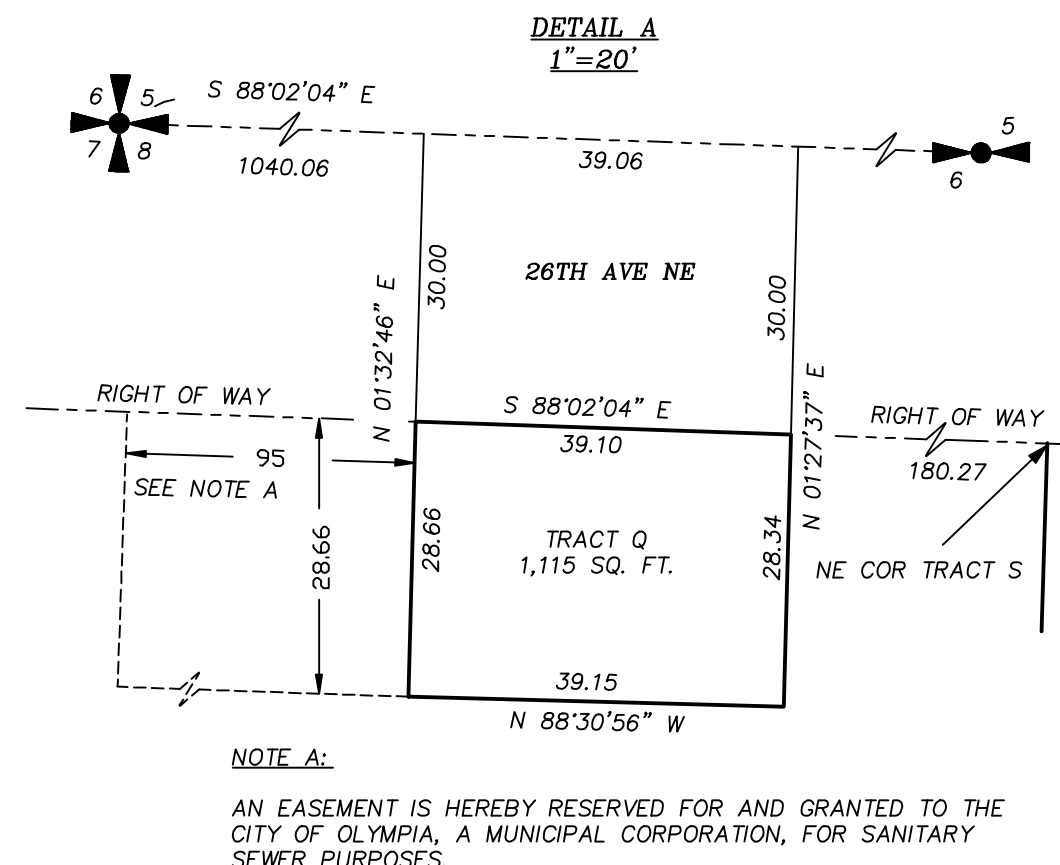 DETAIL A
1"=20'
6 5
7 8
S 88°02'04" E
1040.06
39.06
5
6
30.00
26TH AVE NE
30.00
N 01°32'46" E
RIGHT OF WAY
S 88°02'04" E
39.10
N 01°27'37" E
RIGHT OF WAY
180.27
95
SEE NOTE A
28.66
28.66
TRACT Q
1,115 SQ. FT.
28.34
NE COR TRACT S
39.15
N 88°30'56" W
NOTE A:
AN EASEMENT IS HEREBY RESERVED FOR AND GRANTED TO THE
CITY OF OLYMPIA, A MUNICIPAL CORPORATION, FOR SANITARY
SEWER PURPOSES.